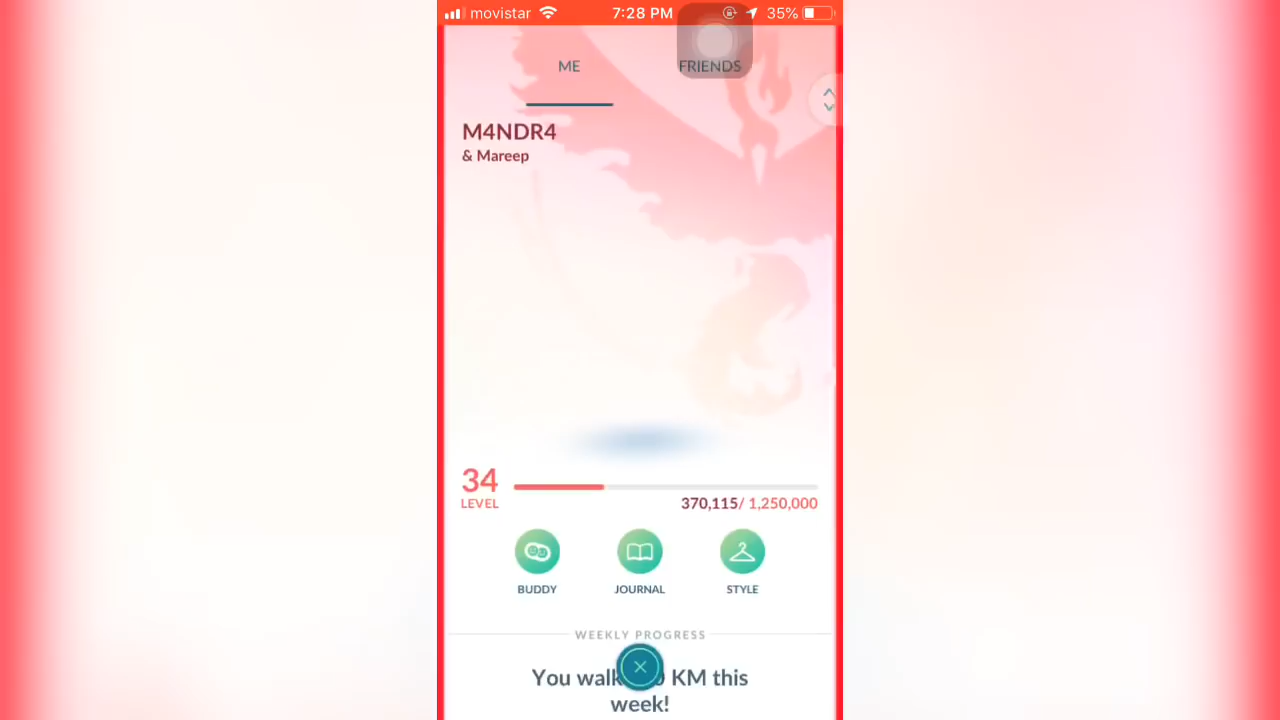 movistar 7:28 PM 35%
ME FRIENDS
M4NDR4
& Mareep
34
LEVEL
370,115/ 1,250,000
BUDDY JOURNAL STYLE
WEEKLY PROGRESS
You KM this
week!